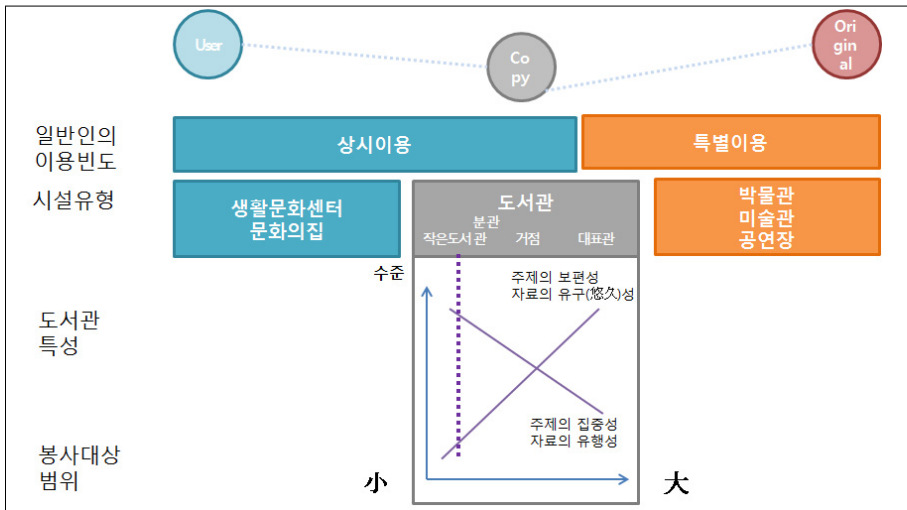 User
Co
py
Ori
gin
al
일반인의
이용빈도
상시이용
특별이용
시설유형
생활문화센터
문화의집
도서관
분관
작은도서관
거점
대표관
박물관
미술관
공연장
수준
주제의 보편성
자료의 유구(悠久)성
도서관
특성
주제의 집중성
자료의 유행성
봉사대상
범위
小
大